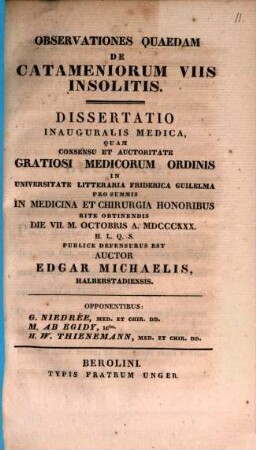 11.
OBSERVATIONES QUAEDAM
DE
CATAMENIORUM VIIS
INSOLITIS.
DISSERTATIO
INAUGURALIS MEDICA,
QUAM
CONSENSU ET AUCTORITATE
GRATIOSI MEDICORUM ORDINIS
IN
UNIVERSITATE LITTERARIA FRIDERICA GUILELMA
PRO SUMMIS
IN MEDICINA ET CHIRURGIA HONORIBUS
RITE OBTINENDIS
DIE VII. M. OCTOBRIS A. MDCCCXXX.
H. L. Q. S.
PUBLICE DEFENSURUS EST
AUCTOR
EDGAR MICHAELIS,
HALBERSTADIENSIS.
OPPONENTIBUS:
G. NIEDRÉE, MED. ET CHIR. DD.
M. AB EGIDY,
H. W. THIENEMANN, MED. ET CHIR. DD.
BEROLINI.
TYPIS FRATRUM UNGER.